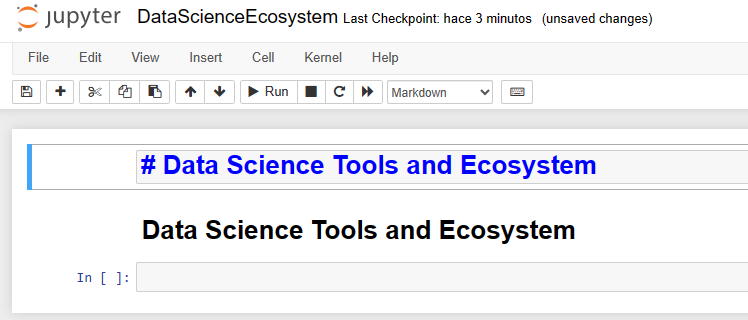 jupyter DataScienceEcosystem Last Checkpoint: hace 3 minutos (unsaved changes)
File Edit View Insert Cell Kernel Help
Run Markdown
# Data Science Tools and Ecosystem
Data Science Tools and Ecosystem
In [ ]: